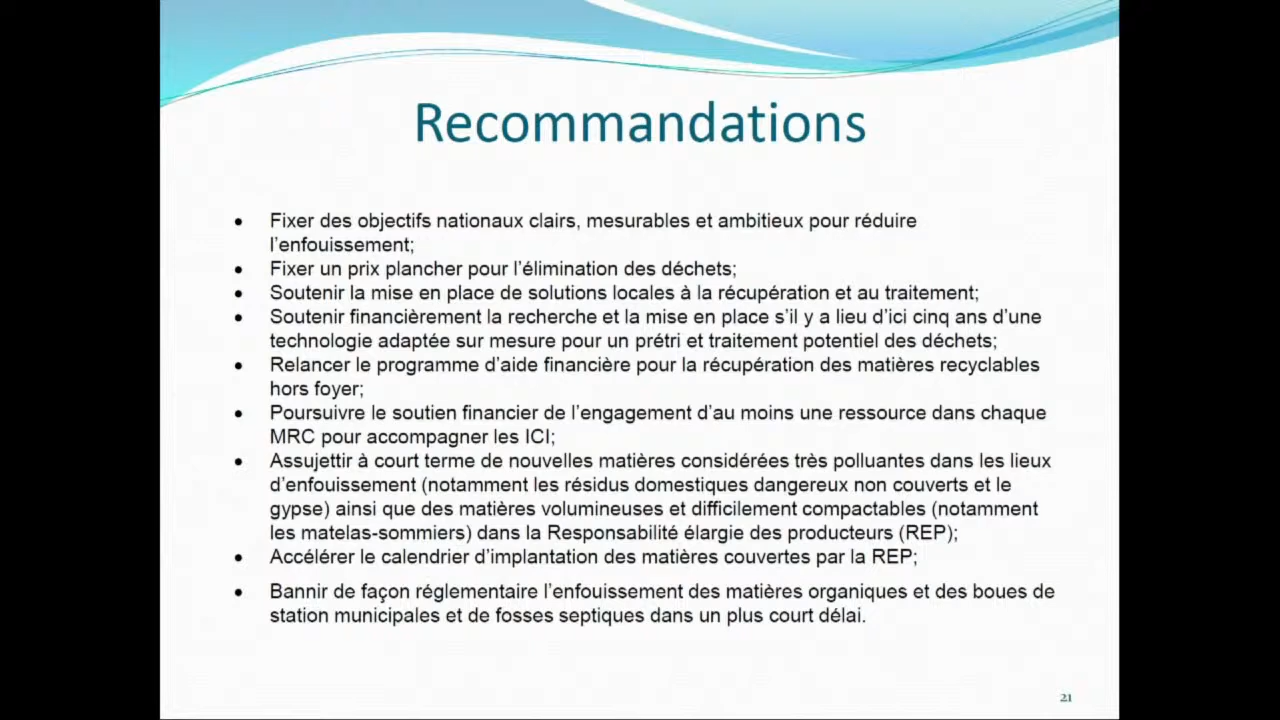 Recommandations
• Fixer des objectifs nationaux clairs, mesurables et ambitieux pour réduire
l’enfouissement;
• Fixer un prix plancher pour l’élimination des déchets;
• Soutenir la mise en place de solutions locales à la récupération et au traitement;
• Soutenir financièrement la recherche et la mise en place s’il y a lieu d’ici cinq ans d’une
technologie adaptée sur mesure pour un prétri et traitement potentiel des déchets;
• Relancer le programme d’aide financière pour la récupération des matières recyclables
hors foyer;
• Poursuivre le soutien financier de l’engagement d’au moins une ressource dans chaque
MRC pour accompagner les ICI;
• Assujettir à court terme de nouvelles matières considérées très polluantes dans les lieux
d’enfouissement (notamment les résidus domestiques dangereux non couverts et le
gypse) ainsi que des matières volumineuses et difficilement compactables (notamment
les matelas-sommiers) dans la Responsabilité élargie des producteurs (REP);
• Accélérer le calendrier d’implantation des matières couvertes par la REP;
• Bannir de façon réglementaire l’enfouissement des matières organiques et des boues de
station municipales et de fosses septiques dans un plus court délai.
21